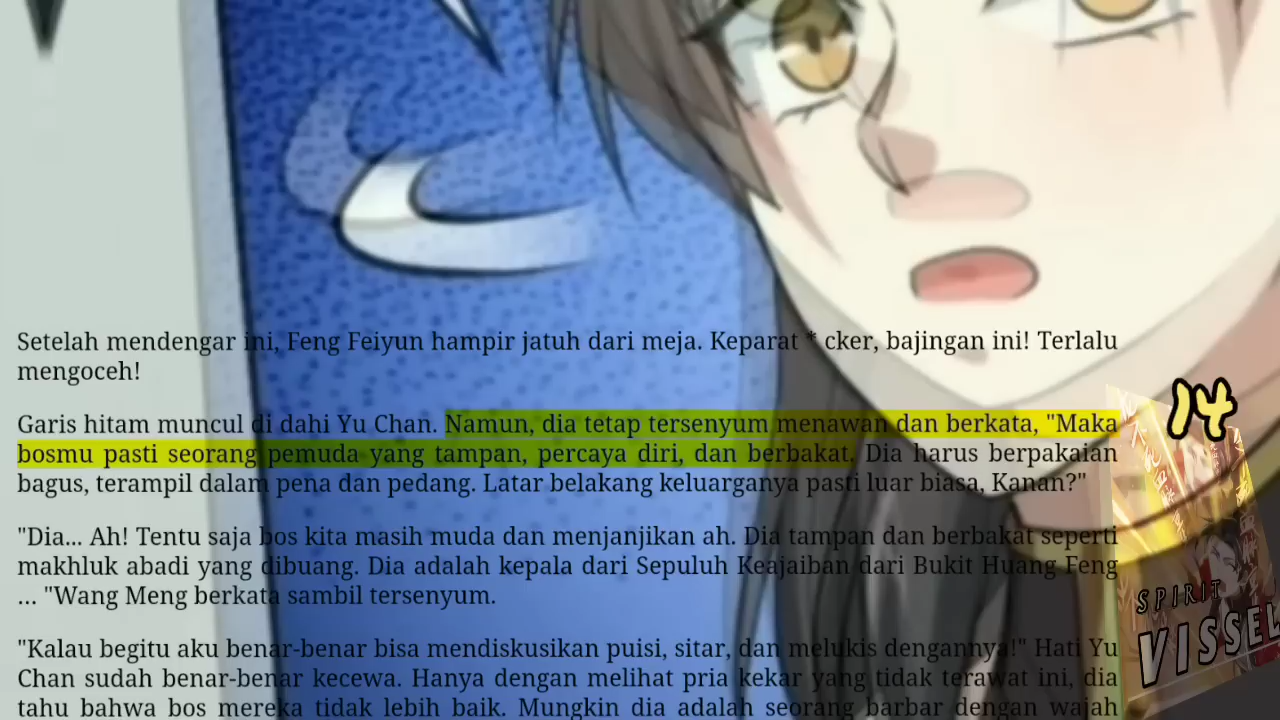 Setelah mendengar ini, Feng Feiyun hampir jatuh dari meja. Keparat * cker, bajingan ini! Terlalu
mengoceh!
Garis hitam muncul di dahi Yu Chan. Namun, dia tetap tersenyum menawan dan berkata, "Maka
bosmu pasti seorang pemuda yang tampan, percaya diri, dan berbakat. Dia harus berpakaian
bagus, terampil dalam pena dan pedang. Latar belakang keluarganya pasti luar biasa, Kanan?"
"Dia... Ah! Tentu saja bos kita masih muda dan menjanjikan ah. Dia tampan dan berbakat seperti
makhluk abadi yang dibuang. Dia adalah kepala dari Sepuluh Keajaiban dari Bukit Huang Feng
... "Wang Meng berkata sambil tersenyum.
"Kalau begitu aku benar-benar bisa mendiskusikan puisi, sitar, dan melukis dengannya!" Hati Yu
Chan sudah benar-benar kecewa. Hanya dengan melihat pria kekar yang tidak terawat ini, dia
tahu bahwa bos mereka tidak lebih baik. Mungkin dia adalah seorang barbar dengan wajah
14
SPIRIT
VISSEL